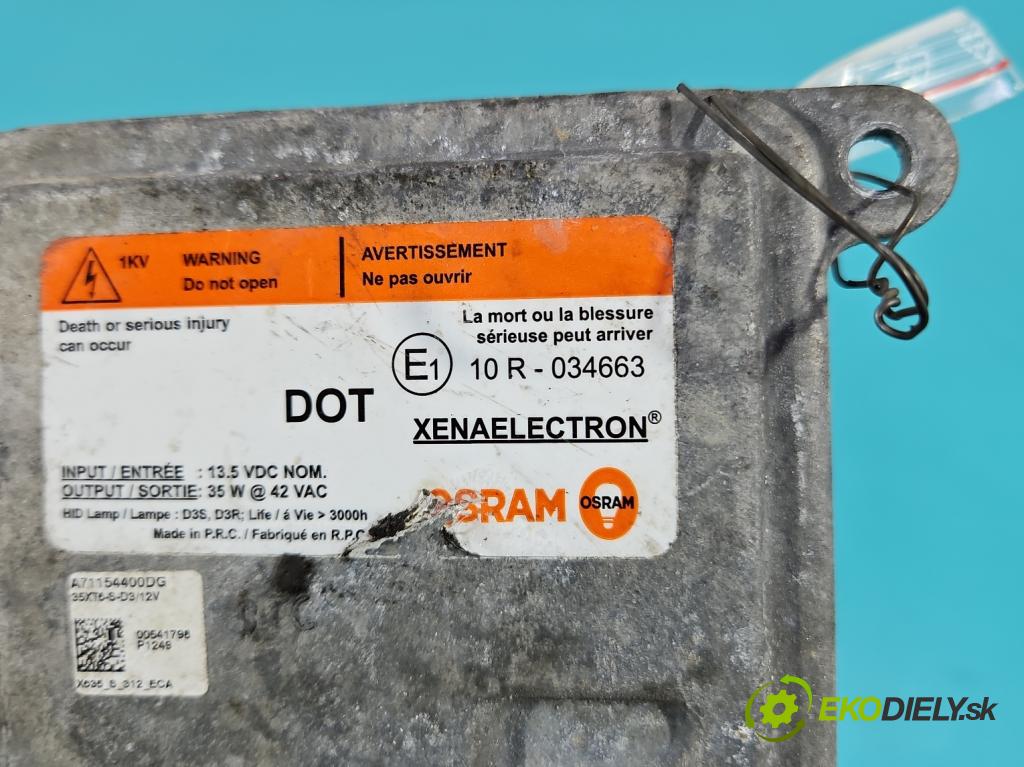 1KV WARNING
Do not open
AVERTISSEMENT
Ne pas ouvrir
Death or serious injury
can occur
La mort ou la blessure
sérieuse peut arriver
E1 10 R - 034663
DOT
XENAELECTRON®
INPUT / ENTRÉE : 13.5 VDC NOM.
OUTPUT / SORTIE: 35 W @ 42 VAC
HID Lamp / Lampe : D3S, D3R; Life / á Vie > 3000h
Made in P.R.C. / Fabriqué en R.P.C
OSRAM
OSRAM
A71154400DG
35XT6-S-D3/12V
00541798
P1249
EKODIELY.sk